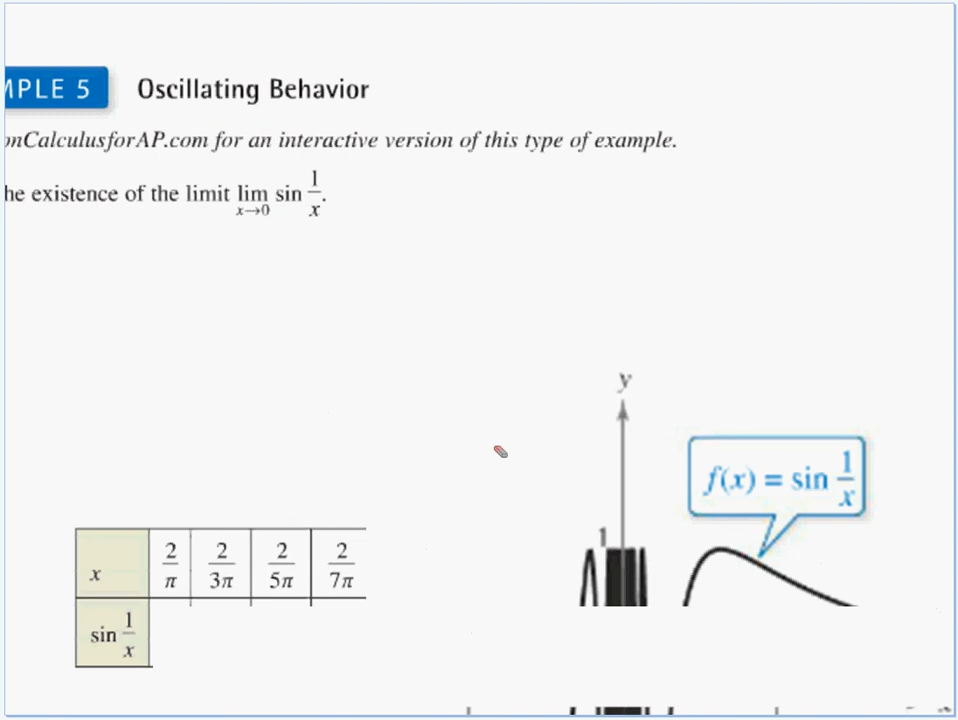 MPLE 5 Oscillating Behavior
onCalculusforAP.com for an interactive version of this type of example.
he existence of the limit lim x→0 sin 1/x.
y
f(x) = sin 1/x
1
x 2/π 2/3π 2/5π 2/7π
sin 1/x